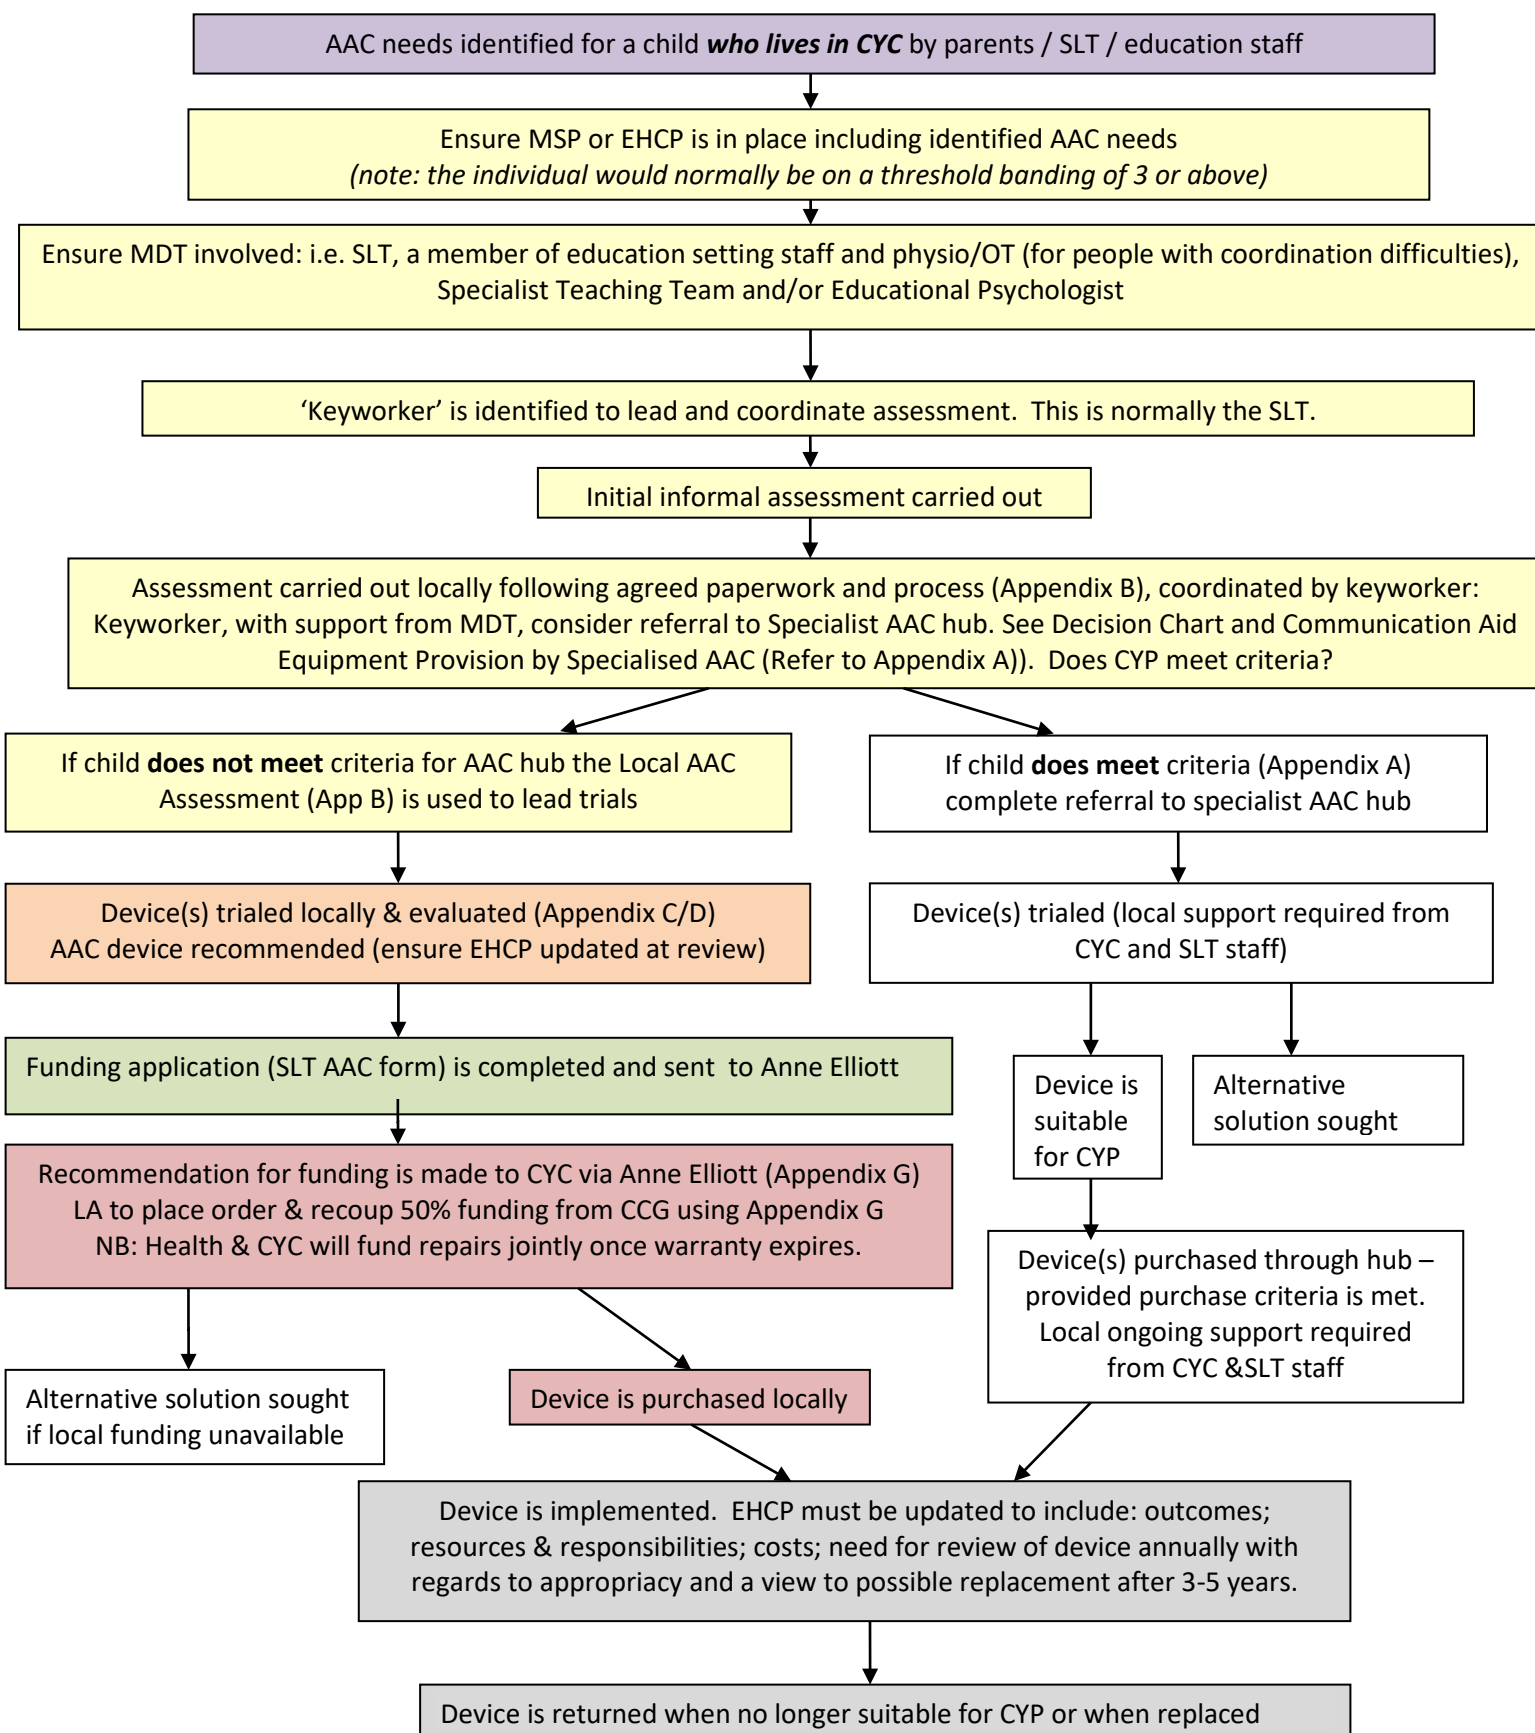 AAC needs identified for a child who lives in CYC by parents / SLT / education staff
Ensure MSP or EHCP is in place including identified AAC needs
(note: the individual would normally be on a threshold banding of 3 or above)
Ensure MDT involved: i.e. SLT, a member of education setting staff and physio/OT (for people with coordination difficulties),
Specialist Teaching Team and/or Educational Psychologist
‘Keyworker’ is identified to lead and coordinate assessment.  This is normally the SLT.
Initial informal assessment carried out
Assessment carried out locally following agreed paperwork and process (Appendix B), coordinated by keyworker:
Keyworker, with support from MDT, consider referral to Specialist AAC hub. See Decision Chart and Communication Aid
Equipment Provision by Specialised AAC (Refer to Appendix A)).  Does CYP meet criteria?
If child does not meet criteria for AAC hub the Local AAC
Assessment (App B) is used to lead trials
If child does meet criteria (Appendix A)
complete referral to specialist AAC hub
Device(s) trialed locally & evaluated (Appendix C/D)
AAC device recommended (ensure EHCP updated at review)
Device(s) trialed (local support required from
CYC and SLT staff)
Funding application (SLT AAC form) is completed and sent  to Anne Elliott
Device is
suitable
for CYP
Alternative
solution sought
Recommendation for funding is made to CYC via Anne Elliott (Appendix G)
LA to place order & recoup 50% funding from CCG using Appendix G
NB: Health & CYC will fund repairs jointly once warranty expires.
Device(s) purchased through hub –
provided purchase criteria is met.
Local ongoing support required
from CYC &SLT staff
Alternative solution sought
if local funding unavailable
Device is purchased locally
Device is implemented.  EHCP must be updated to include: outcomes;
resources & responsibilities; costs; need for review of device annually with
regards to appropriacy and a view to possible replacement after 3-5 years.
Device is returned when no longer suitable for CYP or when replaced